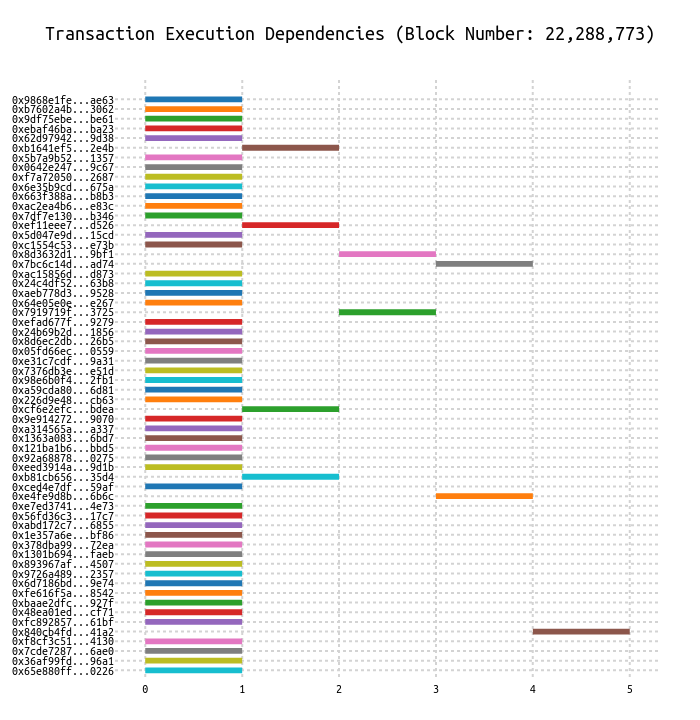 Transaction Execution Dependencies (Block Number: 22,288,773)
0x9868e1fe...ae63
0xb7602a4b...3062
0x9df75ebe...be61
0xebaf46ba...ba23
0x62d97942...9d38
0xb1641ef5...2e4b
0x5b7a9b52...1357
0x0642e247...9c67
0xf7a72050...2687
0x6e35b9cd...675a
0x663f388a...b8b3
0xac2ea4b6...e83c
0x7df7e130...b346
0xef11eee7...d526
0x5d047e9d...15cd
0xc1554c53...e73b
0x8d3632d1...9bf1
0x7bc6c14d...ad74
0xac15856d...d873
0x24c4df52...63b8
0xaeb778d3...9528
0x64e05e0e...e267
0x7919719f...3725
0xefad677f...9279
0x24b69b2d...1856
0x8d6ec2db...26b5
0x05fd66ec...0559
0xe31c7cdf...9a31
0x7376db3e...e51d
0x98e6b0f4...2fb1
0xa59cda80...6d81
0x226d9e48...cb63
0xcf6e2efc...bdea
0x9e914272...9070
0xa314565a...a337
0x1363a083...6bd7
0x121ba1b6...bbd5
0x92a68878...0275
0xeed3914a...9d1b
0xb81cb656...35d4
0xced4e7df...59af
0xe4fe9d8b...6b6c
0xe7ed3741...4e73
0x56fd36c3...17c7
0xabd172c7...6855
0x1e357a6e...bf86
0x378dba99...72ea
0x1301b694...faeb
0x893967af...4507
0x9726a489...2357
0x6d7186bd...9e74
0xfe616f5a...8542
0xbaae2dfc...927f
0x48ea01ed...cf71
0xfc892857...61bf
0x840cb4fd...41a2
0xf8cf3c51...4130
0x7cde7287...6ae0
0x36af99fd...96a1
0x65e880ff...0226
0 1 2 3 4 5